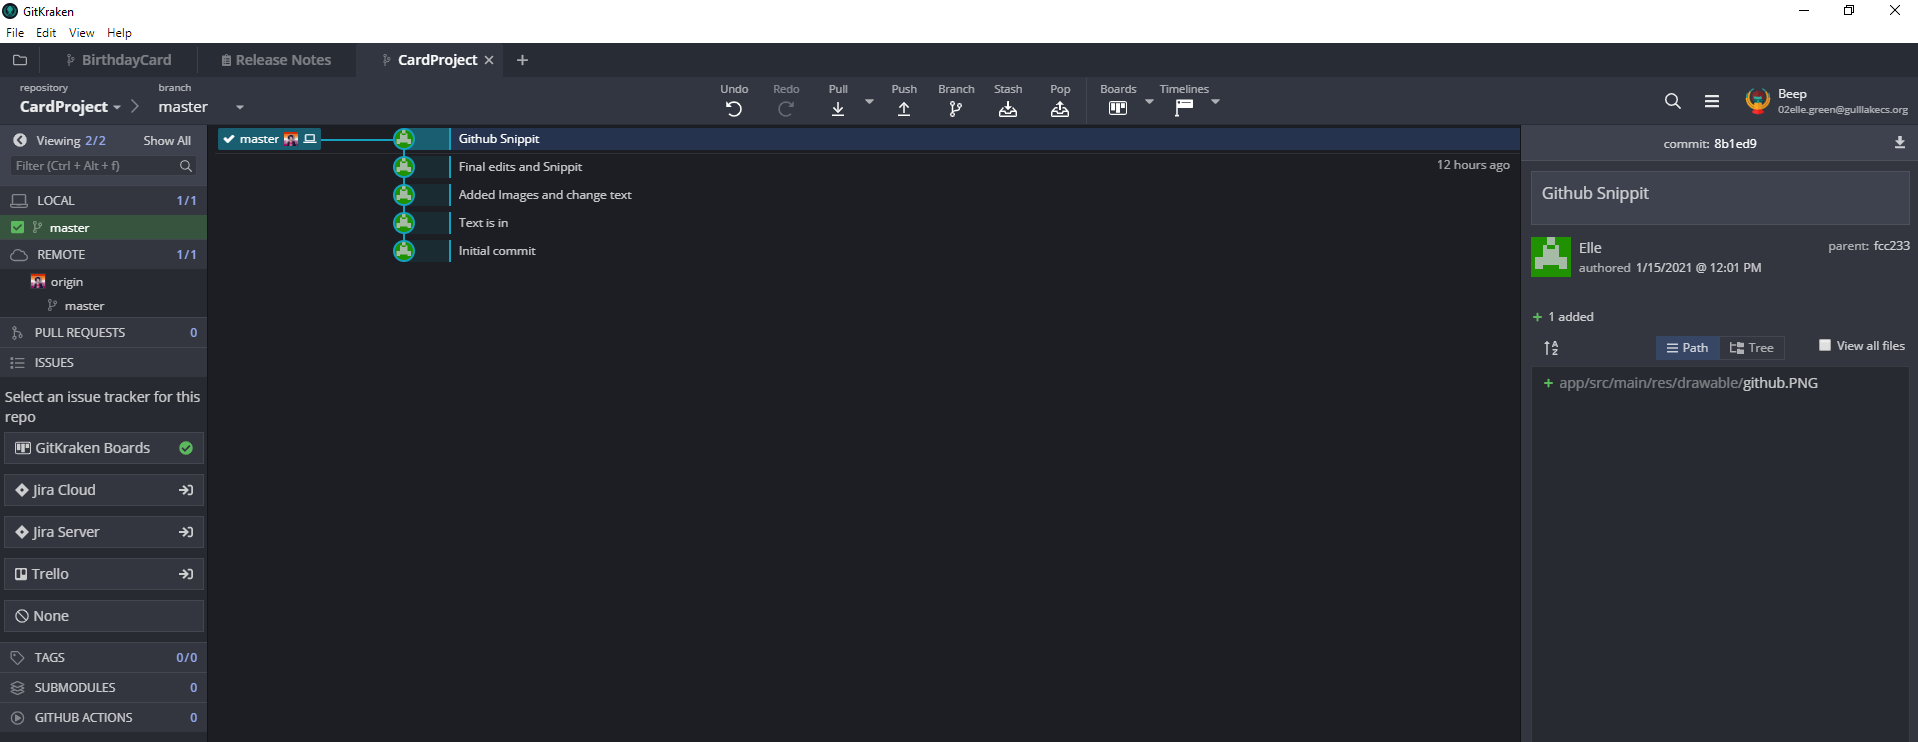 GitKraken
File Edit View Help
BirthdayCard
Release Notes
CardProject
repository
CardProject
branch
master
Undo
Redo
Pull
Push
Branch
Stash
Pop
Boards
Timelines
Beep
02elle.green@gulllakecs.org
Viewing 2/2
Show All
Filter (Ctrl + Alt + f)
LOCAL 1/1
master
REMOTE 1/1
origin
master
PULL REQUESTS 0
ISSUES
Select an issue tracker for this
repo
GitKraken Boards
Jira Cloud
Jira Server
Trello
None
TAGS 0/0
SUBMODULES 0
GITHUB ACTIONS 0
master
Github Snippit
Final edits and Snippit
12 hours ago
Added Images and change text
Text is in
Initial commit
commit: 8b1ed9
Github Snippit
Elle
parent: fcc233
authored 1/15/2021 @ 12:01 PM
+ 1 added
A
Z
Path
Tree
View all files
+ app/src/main/res/drawable/github.PNG